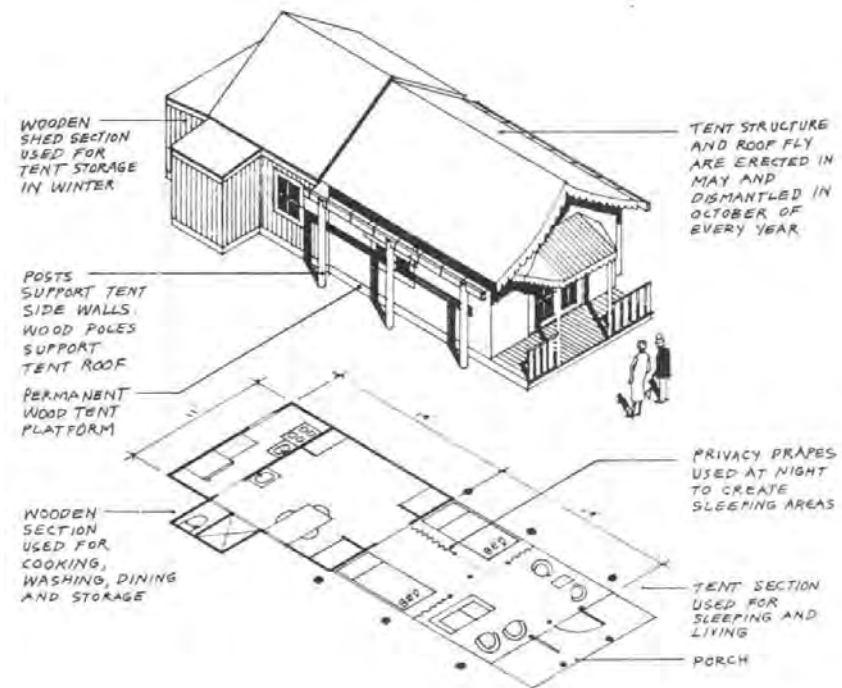 WOODEN
SHED SECTION
USED FOR
TENT STORAGE
IN WINTER
TENT STRUCTURE
AND ROOF FLY
ARE ERECTED IN
MAY AND
DISMANTLED IN
OCTOBER OF
EVERY YEAR
POSTS
SUPPORT TENT
SIDE WALLS.
WOOD POLES
SUPPORT
TENT ROOF
PERMANENT
WOOD TENT
PLATFORM
PRIVACY DRAPES
USED AT NIGHT
TO CREATE
SLEEPING AREAS
WOODEN
SECTION
USED FOR
COOKING,
WASHING, DINING
AND STORAGE
TENT SECTION
USED FOR
SLEEPING AND
LIVING
PORCH